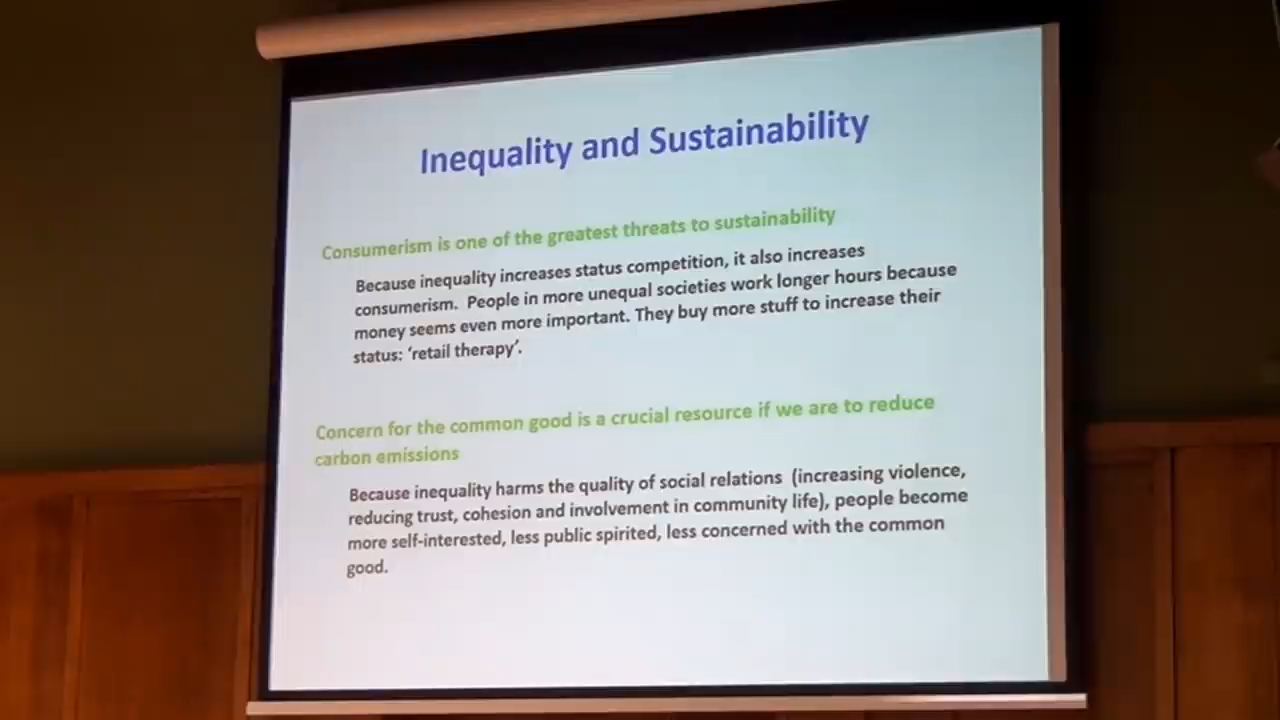 Inequality and Sustainability
Consumerism is one of the greatest threats to sustainability
Because inequality increases status competition, it also increases
consumerism. People in more unequal societies work longer hours because
money seems even more important. They buy more stuff to increase their
status: ‘retail therapy’.
Concern for the common good is a crucial resource if we are to reduce
carbon emissions
Because inequality harms the quality of social relations (increasing violence,
reducing trust, cohesion and involvement in community life), people become
more self-interested, less public spirited, less concerned with the common
good.